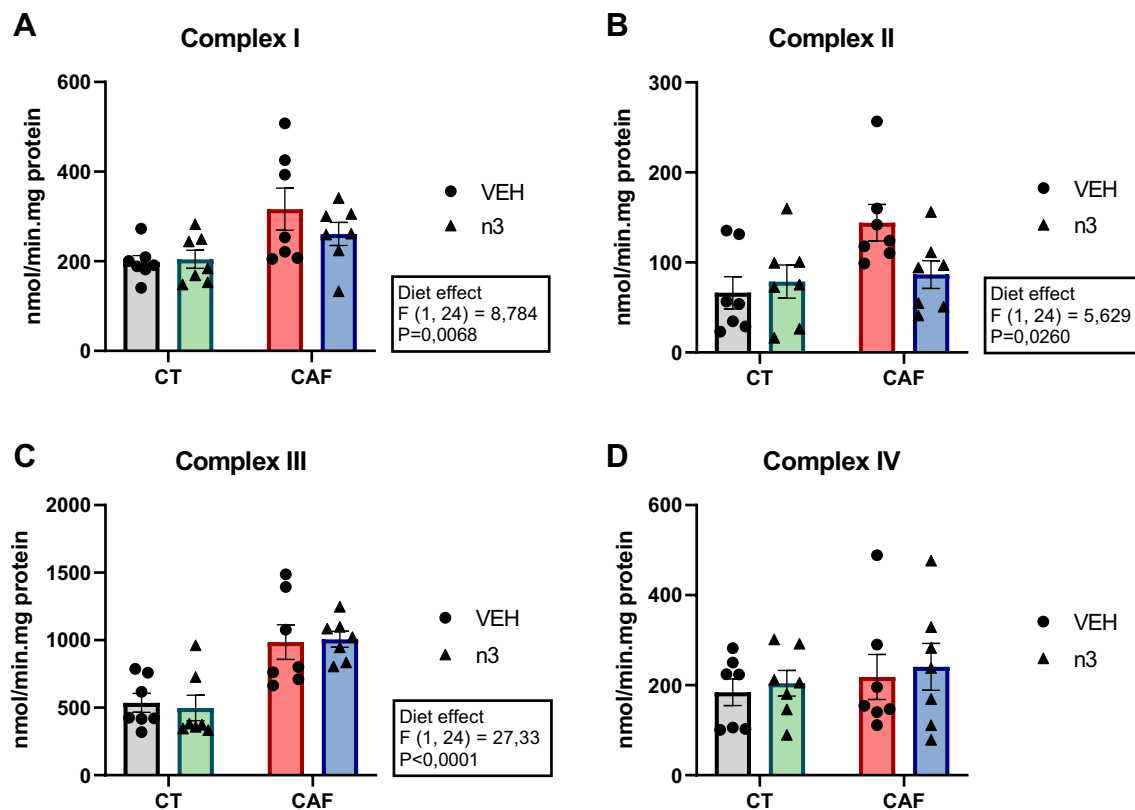 A
Complex I
nmol/min.mg protein
600
400
200
0
CT
CAF
VEH
n3
Diet effect
F (1, 24) = 8,784
P=0,0068
B
Complex II
nmol/min.mg protein
300
200
100
0
CT
CAF
VEH
n3
Diet effect
F (1, 24) = 5,629
P=0,0260
C
Complex III
nmol/min.mg protein
2000
1500
1000
500
0
CT
CAF
VEH
n3
Diet effect
F (1, 24) = 27,33
P<0,0001
D
Complex IV
nmol/min.mg protein
600
400
200
0
CT
CAF
VEH
n3